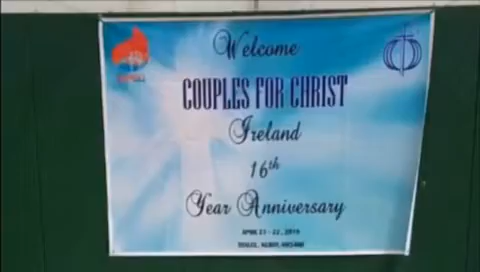 Welcome
COUPLES FOR CHRIST
Ireland
16th
Year Anniversary